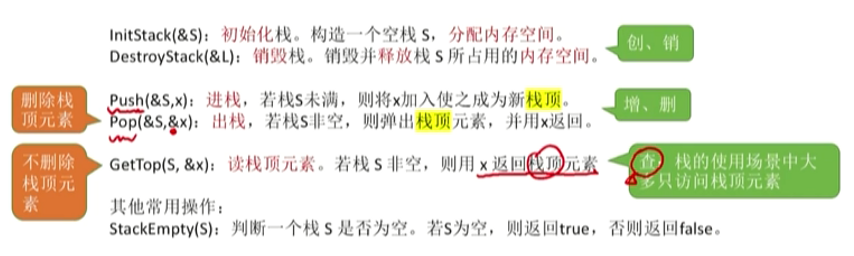 InitStack(&S)：初始化栈。构造一个空栈 S，分配内存空间。
DestroyStack(&L)：销毁栈。销毁并释放栈 S 所占用的内存空间。
创、销
删除栈
顶元素
Push(&S,x)：进栈，若栈S未满，则将x加入使之成为新栈顶。
Pop(&S,&x)：出栈，若栈S非空，则弹出栈顶元素，并用x返回。
增、删
不删除
栈顶元
素
GetTop(S, &x)：读栈顶元素。若栈 S 非空，则用 x 返回栈顶元素
查：栈的使用场景中大
多只访问栈顶元素
其他常用操作：
StackEmpty(S)：判断一个栈 S 是否为空。若S为空，则返回true，否则返回false。